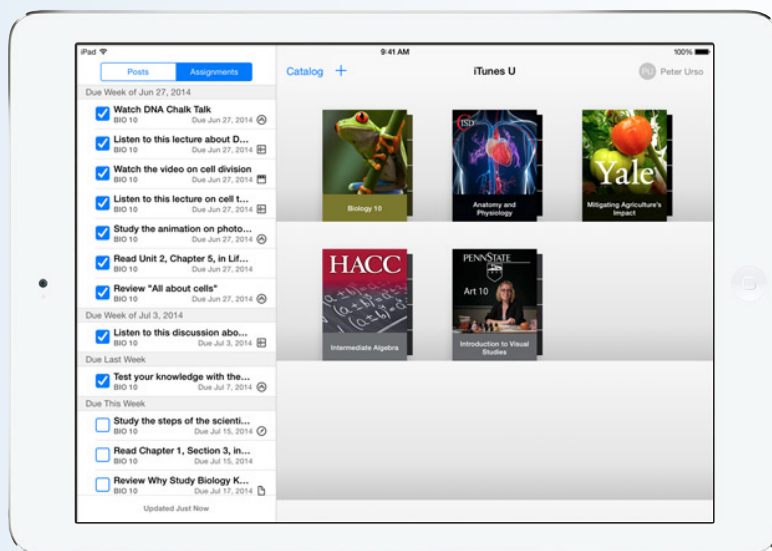 iPad
9:41 AM
100%
Posts
Assignments
Catalog +
iTunes U
PU Peter Urso
Due Week of Jun 27, 2014
Watch DNA Chalk Talk
BIO 10 Due Jun 27, 2014
Listen to this lecture about D...
BIO 10 Due Jun 27, 2014
Watch the video on cell division
BIO 10 Due Jun 27, 2014
Listen to this lecture on cell t...
BIO 10 Due Jun 27, 2014
Study the animation on photo...
BIO 10 Due Jun 27, 2014
Read Unit 2, Chapter 5, in Lif...
BIO 10 Due Jun 27, 2014
Review "All about cells"
BIO 10 Due Jun 27, 2014
Due Week of Jul 3, 2014
Listen to this discussion abo...
BIO 10 Due Jul 3, 2014
Due Last Week
Test your knowledge with the...
BIO 10 Due Jul 7, 2014
Due This Week
Study the steps of the scienti...
BIO 10 Due Jul 15, 2014
Read Chapter 1, Section 3, in...
BIO 10 Due Jul 15, 2014
Review Why Study Biology K...
BIO 10 Due Jul 17, 2014
Updated Just Now
Biology 10
ISD
Anatomy and
Physiology
Yale
Mitigating Agriculture's
Impact
HACC
Intermediate Algebra
PENNSTATE
Art 10
Introduction to Visual
Studies